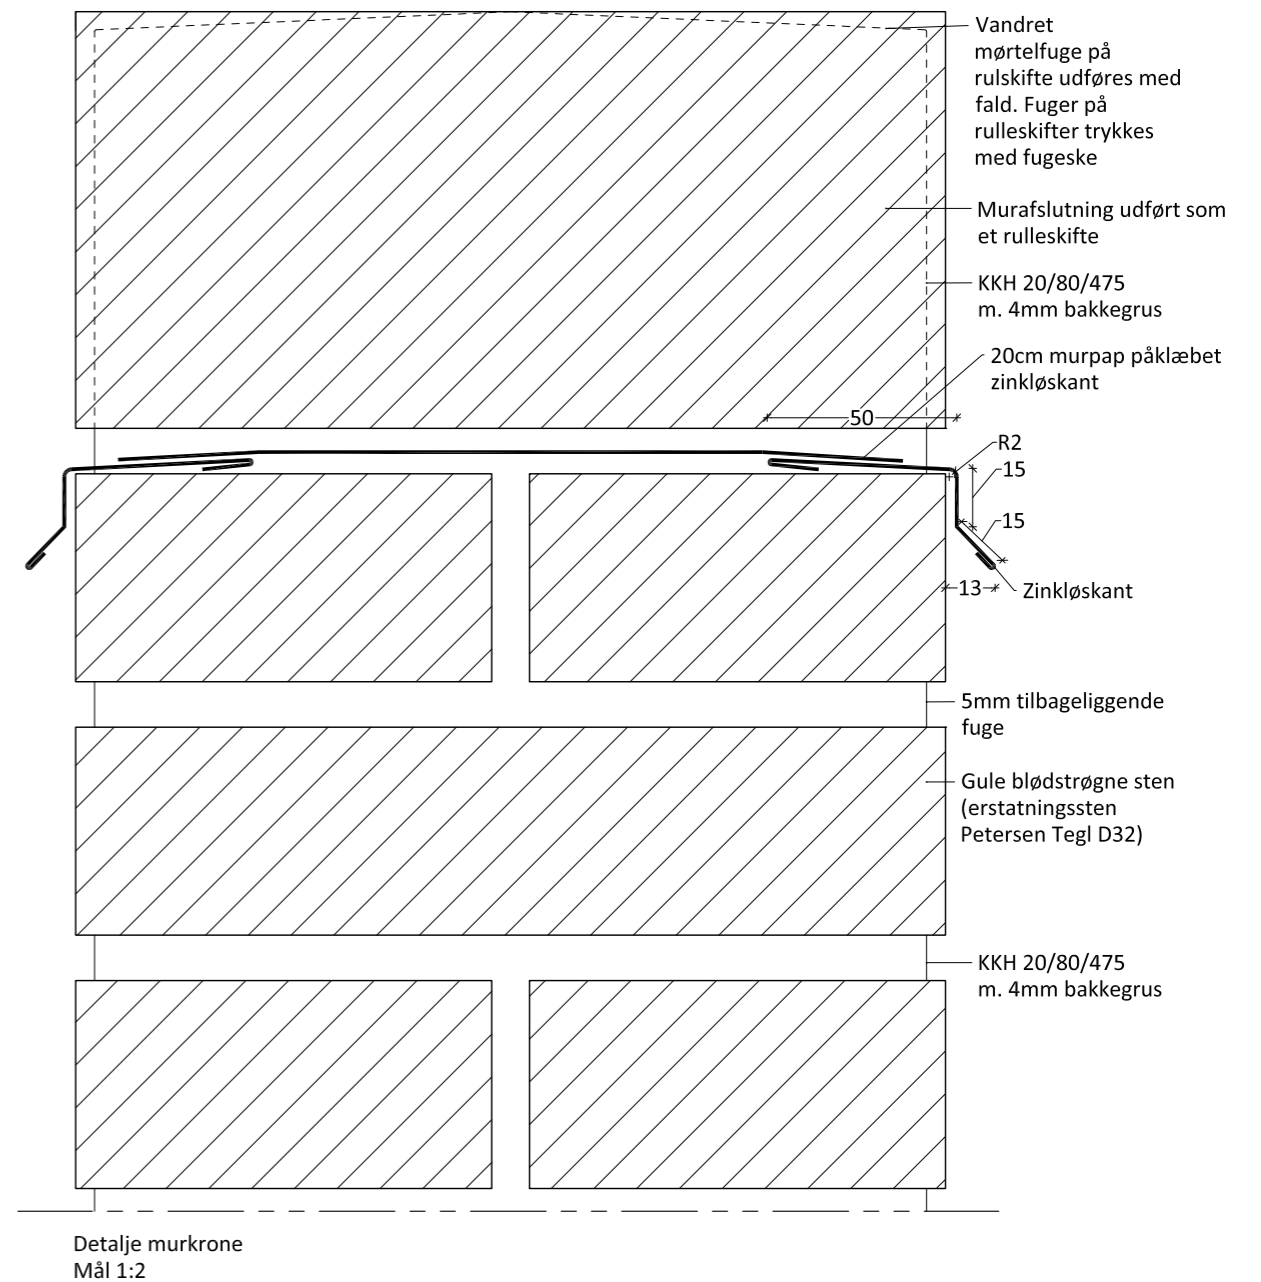 Vandret
mørtelfuge på
rulskifte udføres med
fald. Fuger på
rulleskifter trykkes
med fugeske
Murafslutning udført som
et rulleskifte
KKH 20/80/475
m. 4mm bakkegrus
20cm murpap påklæbet
zinkløskant
50
R2
15
15
13
Zinkløskant
5mm tilbageliggende
fuge
Gule blødstrøgne sten
(erstatningssten
Petersen Tegl D32)
KKH 20/80/475
m. 4mm bakkegrus
Detalje murkrone
Mål 1:2